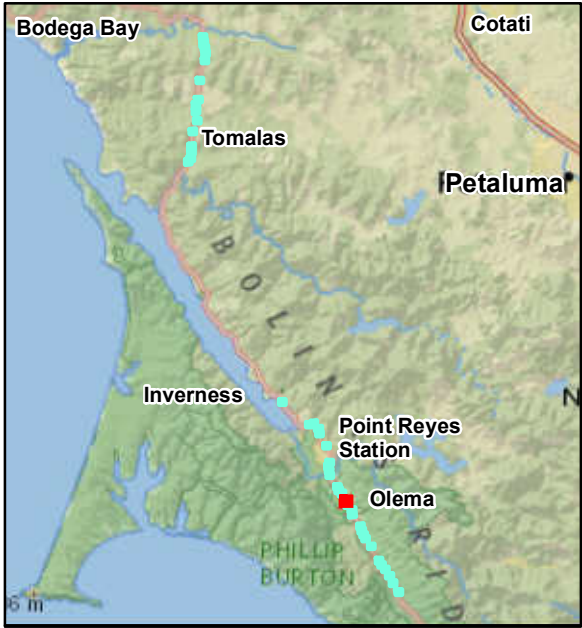 Bodega Bay
Cotati
Tomalas
Petaluma
B O L I N
Inverness
N
Point Reyes
Station
S
Olema
R I D
PHILLIP
BURTON
6 m